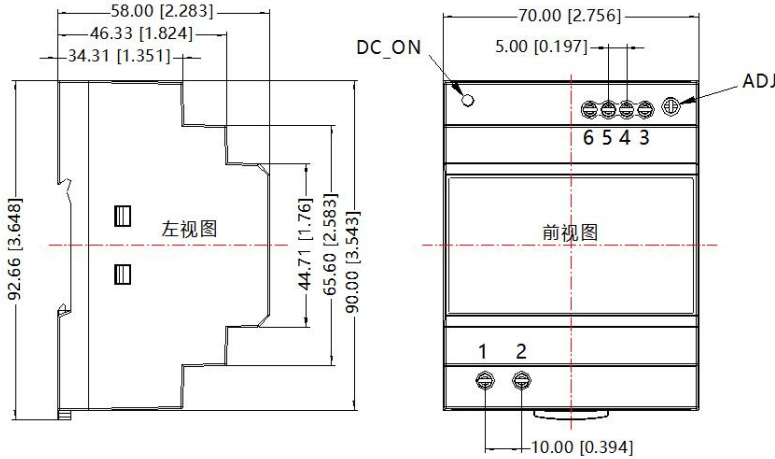 58.00 [2.283]
46.33 [1.824]
34.31 [1.351]
92.66 [3.648]
左视图
44.71 [1.76]
65.60 [2.583]
90.00 [3.543]
70.00 [2.756]
5.00 [0.197]
DC_ON
ADJ
6 5 4 3
前视图
1 2
10.00 [0.394]